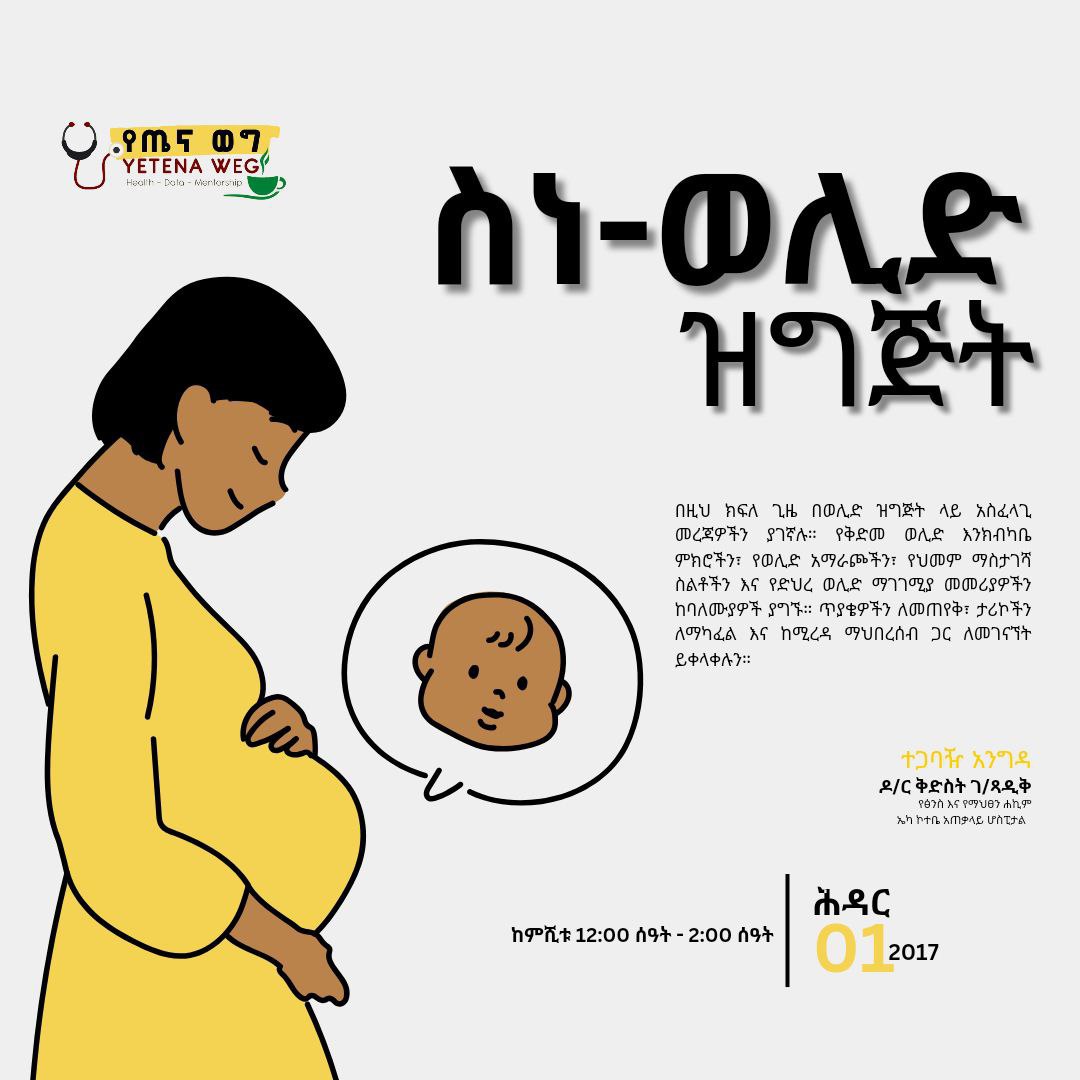 የጤና ወግ
YETENA WEG
Health - Data - Mentorship
ስነ-ወሊድ
ዝግጅት
በዚህ ክፍለ ጊዜ በወሊድ ዝግጅት ላይ አስፈላጊ
መረጃዎችን ያገኛሉ። የቅድመ ወሊድ እንክብካቤ
ምክሮችን፣ የወሊድ አማራጮችን፣ የህመም ማስታገሻ
ስልቶችን እና የድህረ ወሊድ ማገገሚያ መመሪያዎችን
ከባለሙያዎች ያግኙ። ጥያቄዎችን ለመጠየቅ፣ ታሪኮችን
ለማካፈል እና ከሚረዳ ማህበረሰብ ጋር ለመገናኘት
ይቀላቀሉን።
ተጋባዥ እንግዳ
ዶ/ር ቅድስት ገ/ጻዲቅ
የፅንስ እና የማህፀን ሐኪም
ኤካ ኮተቤ አጠቃላይ ሆስፒታል
ከምሺቱ 12:00 ሰዓት - 2:00 ሰዓት
ሕዳር
01 2017